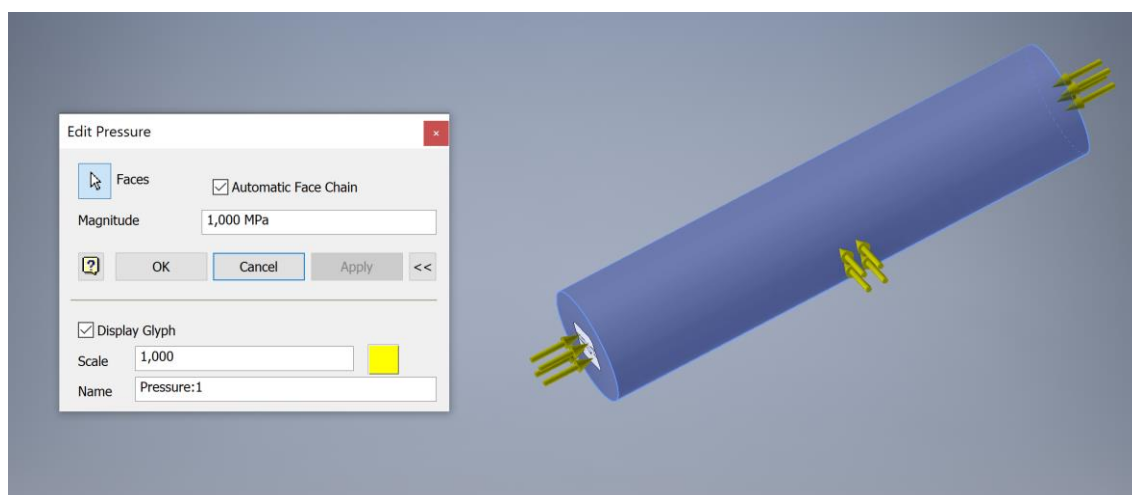 Edit Pressure
Faces
Automatic Face Chain
Magnitude
1,000 MPa
OK
Cancel
Apply
<<
Display Glyph
Scale
1,000
Name
Pressure:1